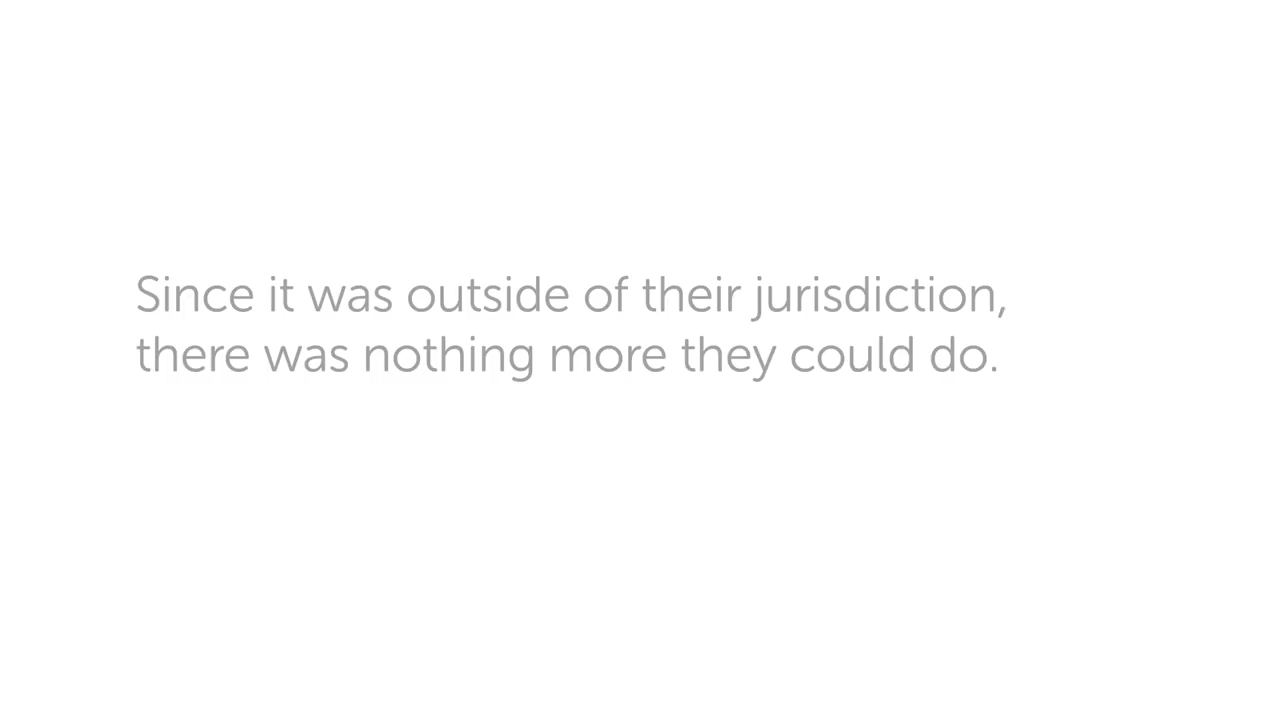 Since it was outside of their jurisdiction,
there was nothing more they could do.